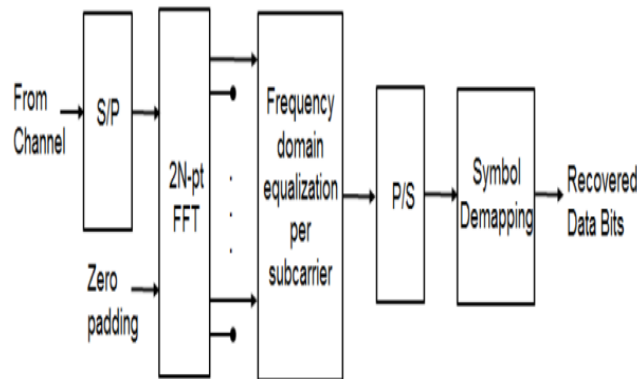 From
Channel
S/P
Zero
padding
2N-pt
FFT
Frequency
domain
equalization
per
subcarrier
P/S
Symbol
Demapping
Recovered
Data Bits